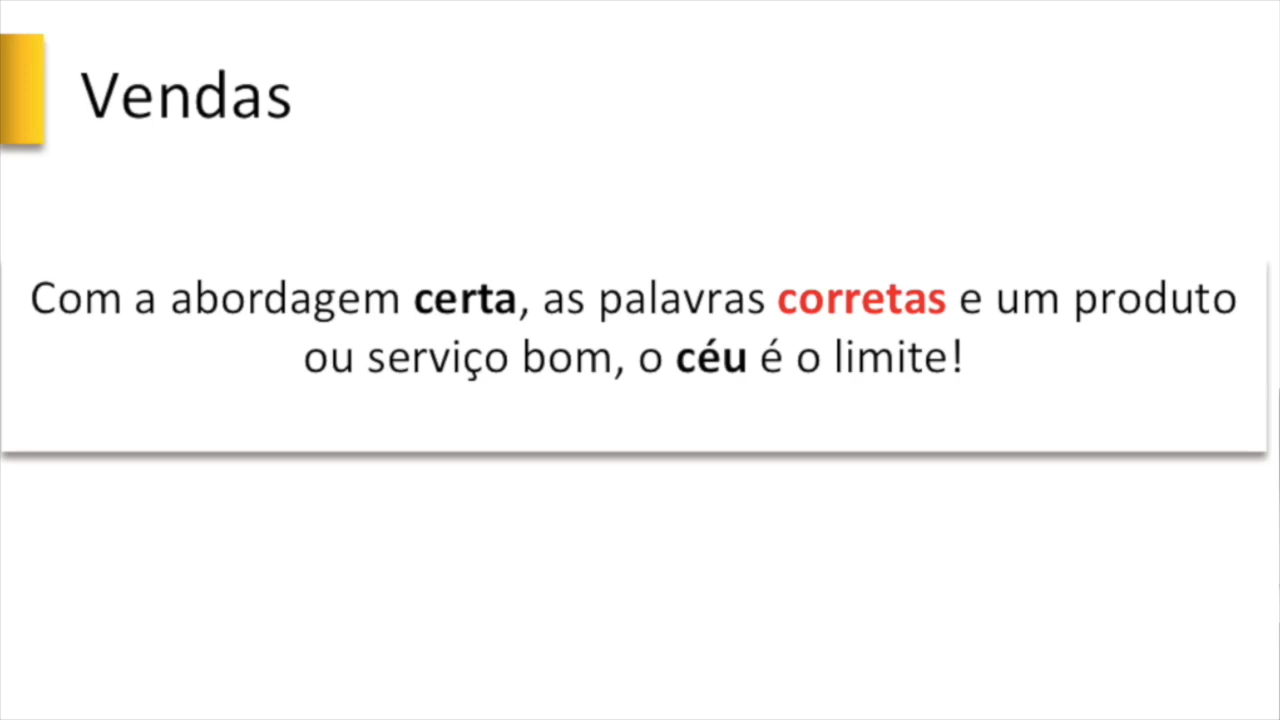 Vendas
Com a abordagem certa, as palavras corretas e um produto
ou serviço bom, o céu é o limite!